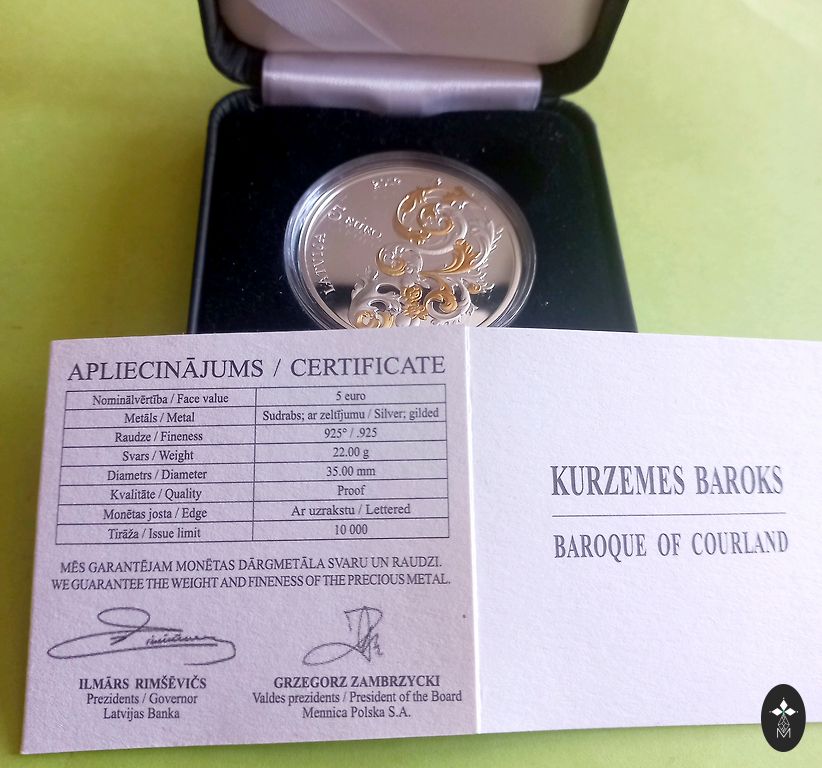 5 EURO
LATVIJA
APLIECINĀJUMS / CERTIFICATE
Nominālvērtība / Face value 5 euro
Metāls / Metal Sudrabs; ar zeltījumu / Silver; gilded
Raudze / Fineness 925° / .925
Svars / Weight 22.00 g
Diametrs / Diameter 35.00 mm
Kvalitāte / Quality Proof
Monētas josta / Edge Ar uzrakstu / Lettered
Tirāža / Issue limit 10 000
MĒS GARANTĒJAM MONĒTAS DĀRGMETĀLA SVARU UN RAUDZI.
WE GUARANTEE THE WEIGHT AND FINENESS OF THE PRECIOUS METAL.
ILMĀRS RIMŠĒVIČS
Prezidents / Governor
Latvijas Banka
GRZEGORZ ZAMBRZYCKI
Valdes prezidents / President of the Board
Mennica Polska S.A.
KURZEMES BAROKS
BAROQUE OF COURLAND
M